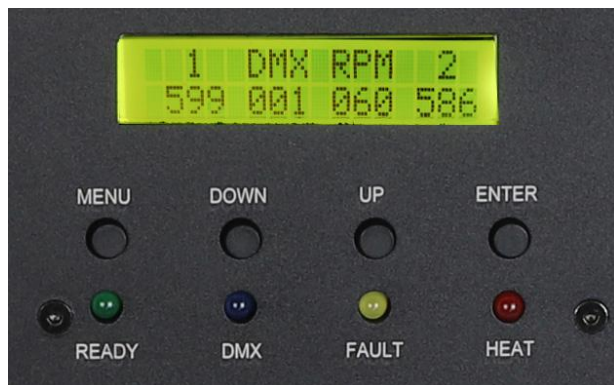 1 DMX RPM 2
599 001 060 586
MENU DOWN UP ENTER
READY DMX FAULT HEAT